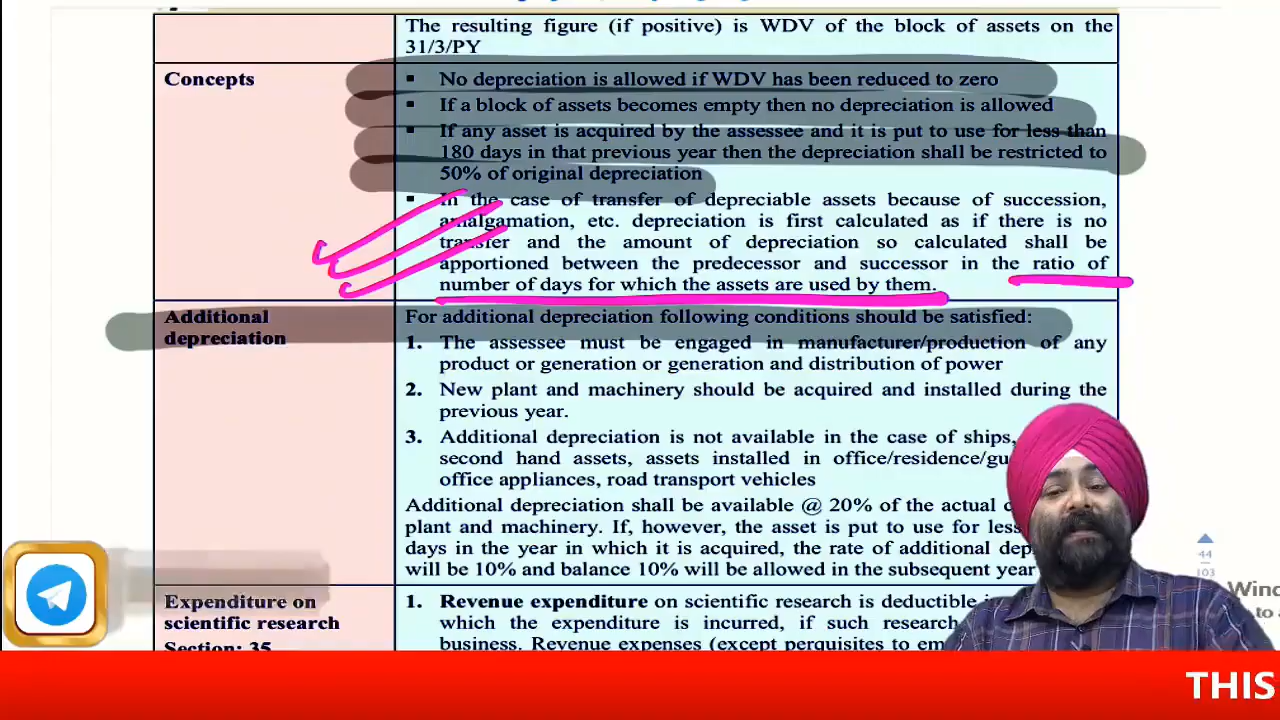 The resulting figure (if positive) is WDV of the block of assets on the
31/3/PY
Concepts
▪ No depreciation is allowed if WDV has been reduced to zero
▪ If a block of assets becomes empty then no depreciation is allowed
▪ If any asset is acquired by the assessee and it is put to use for less than
180 days in that previous year then the depreciation shall be restricted to
50% of original depreciation
▪ In the case of transfer of depreciable assets because of succession,
amalgamation, etc. depreciation is first calculated as if there is no
transfer and the amount of depreciation so calculated shall be
apportioned between the predecessor and successor in the ratio of
number of days for which the assets are used by them.
Additional
depreciation
For additional depreciation following conditions should be satisfied:
1. The assessee must be engaged in manufacturer/production of any
product or generation or generation and distribution of power
2. New plant and machinery should be acquired and installed during the
previous year.
3. Additional depreciation is not available in the case of ships,
second hand assets, assets installed in office/residence/
office appliances, road transport vehicles
Additional depreciation shall be available @ 20% of the actual
plant and machinery. If, however, the asset is put to use for less
days in the year in which it is acquired, the rate of additional
will be 10% and balance 10% will be allowed in the subsequent year
Expenditure on
scientific research
Section: 35
1. Revenue expenditure on scientific research is deductible
which the expenditure is incurred, if such research
business. Revenue expenses (except perquisites to
44
103
to
THIS